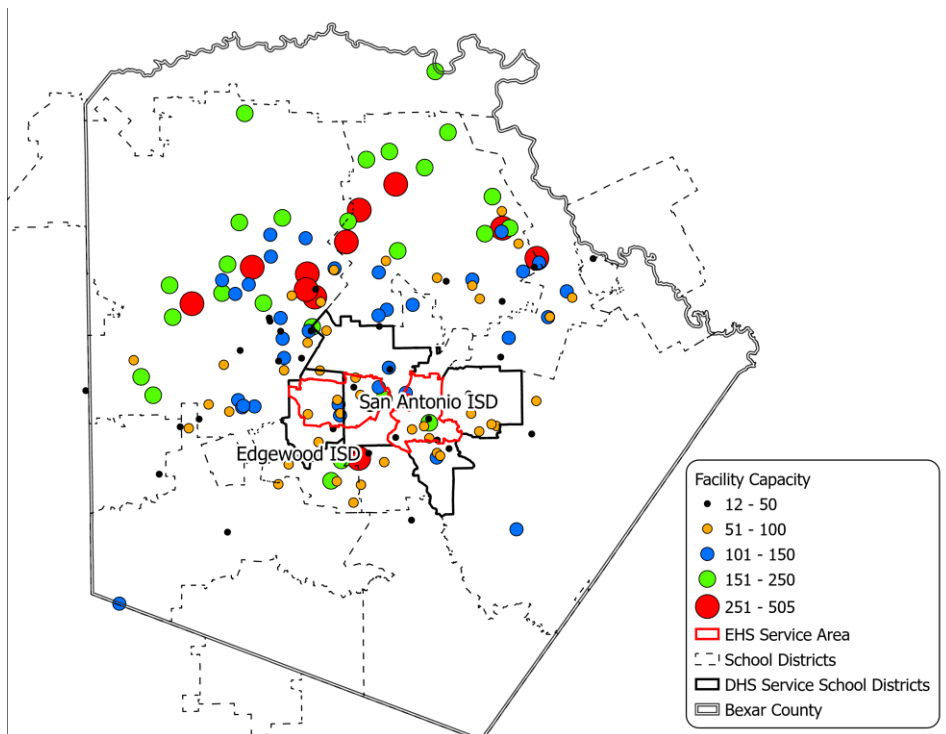 San Antonio ISD
Edgewood ISD
Facility Capacity
12 - 50
51 - 100
101 - 150
151 - 250
251 - 505
EHS Service Area
School Districts
DHS Service School Districts
Bexar County